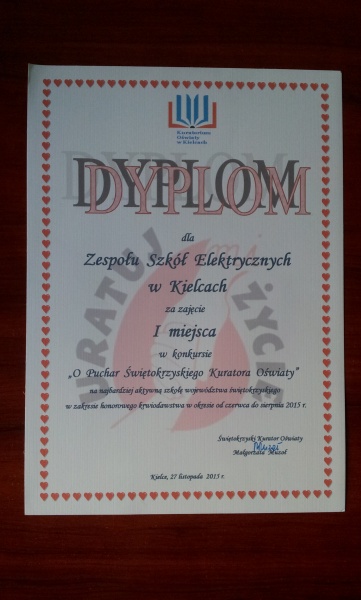 Kuratorium
Oświaty
w Kielcach
DYPLOM
dla
Zespołu Szkół Elektrycznych
w Kielcach
za zajęcie
I miejsca
w konkursie
„O Puchar Świętokrzyskiego Kuratora Oświaty”
na najbardziej aktywną szkołę województwa świętokrzyskiego
w zakresie honorowego krwiodawstwa w okresie od czerwca do sierpnia 2015 r.
URATUJ
mi
ŻYCIE
Świętokrzyski Kurator Oświaty
Małgorzata Muzoł
Kielce, 27 listopada 2015 r.